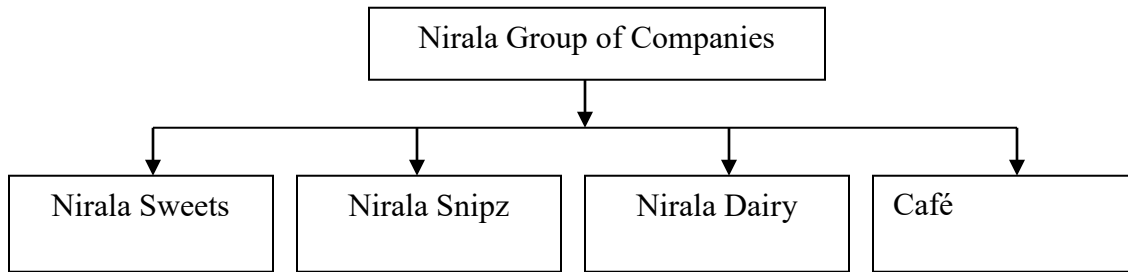 Nirala Group of Companies
Nirala Sweets
Nirala Snipz
Nirala Dairy
Café